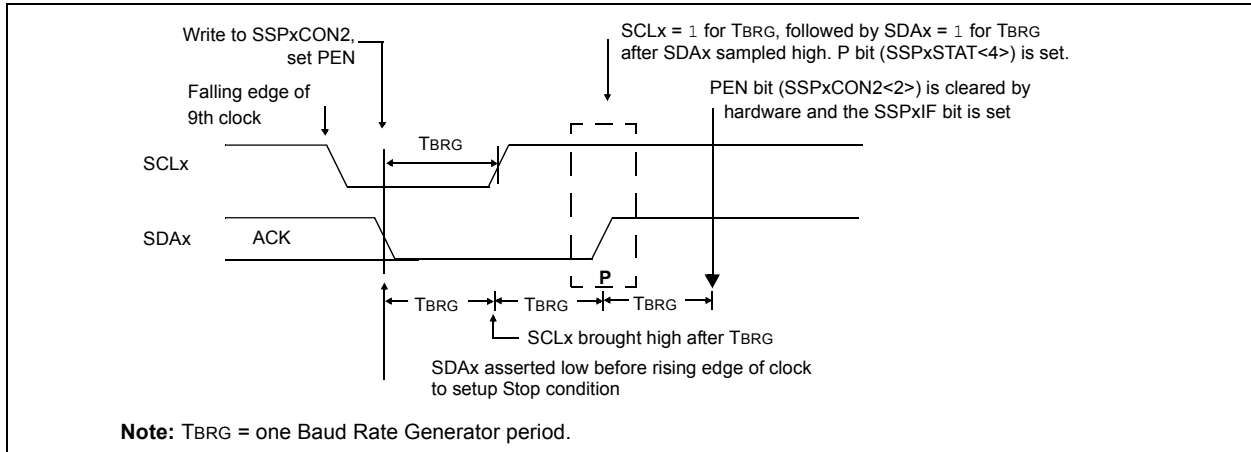 Write to SSPxCON2,
set PEN
SCLx = 1 for TBRG, followed by SDAx = 1 for TBRG
after SDAx sampled high. P bit (SSPxSTAT<4>) is set.
Falling edge of
9th clock
PEN bit (SSPxCON2<2>) is cleared by
hardware and the SSPxIF bit is set
TBRG
SCLx
SDAx
ACK
P
TBRG
TBRG
TBRG
SCLx brought high after TBRG
SDAx asserted low before rising edge of clock
to setup Stop condition
Note: TBRG = one Baud Rate Generator period.